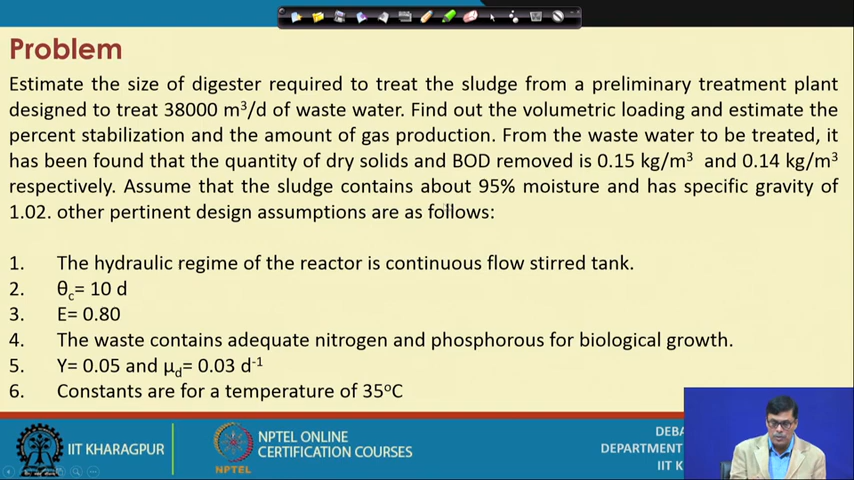 Problem
Estimate the size of digester required to treat the sludge from a preliminary treatment plant
designed to treat 38000 m³/d of waste water. Find out the volumetric loading and estimate the
percent stabilization and the amount of gas production. From the waste water to be treated, it
has been found that the quantity of dry solids and BOD removed is 0.15 kg/m³ and 0.14 kg/m³
respectively. Assume that the sludge contains about 95% moisture and has specific gravity of
1.02. other pertinent design assumptions are as follows:
1. The hydraulic regime of the reactor is continuous flow stirred tank.
2. θc= 10 d
3. E= 0.80
4. The waste contains adequate nitrogen and phosphorous for biological growth.
5. Y= 0.05 and μd= 0.03 d⁻¹
6. Constants are for a temperature of 35°C
IIT KHARAGPUR
NPTEL
NPTEL ONLINE
CERTIFICATION COURSES
DEBA
DEPARTMENT
IIT K